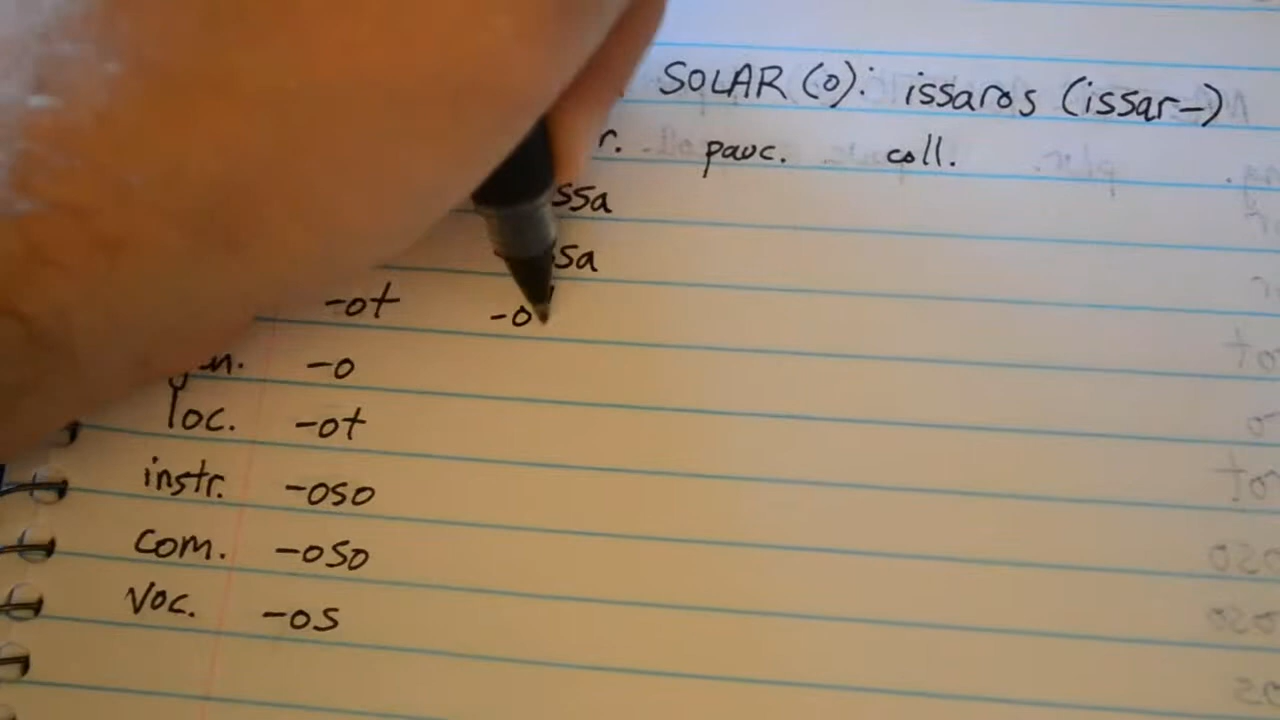 SOLAR (o): issaros (issar-)
r. pauc. coll.
ssa
sa
-ot -o
n. -o
loc. -ot
instr. -oso
com. -oso
voc. -os